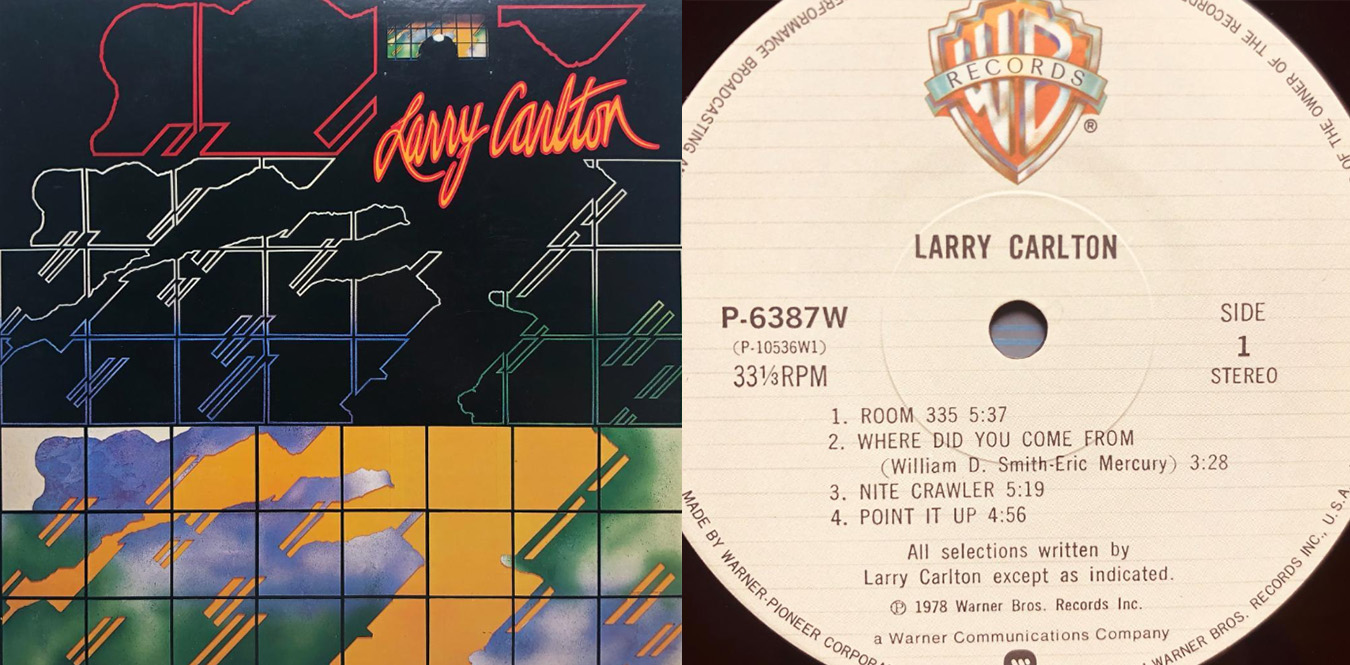 Larry Carlton
PERFORMANCE BROADCASTING
OF THE OWNER OF THE RECORD
WB
RECORDS
®
LARRY CARLTON
P-6387W
(P-10536W1)
33⅓RPM
SIDE
1
STEREO
1. ROOM 335 5:37
2. WHERE DID YOU COME FROM
(William D. Smith-Eric Mercury) 3:28
3. NITE CRAWLER 5:19
4. POINT IT UP 4:56
All selections written by
Larry Carlton except as indicated.
Ⓟ 1978 Warner Bros. Records Inc.
a Warner Communications Company
MADE BY WARNER-PIONEER
WARNER BROS. RECORDS INC., U.S.A.